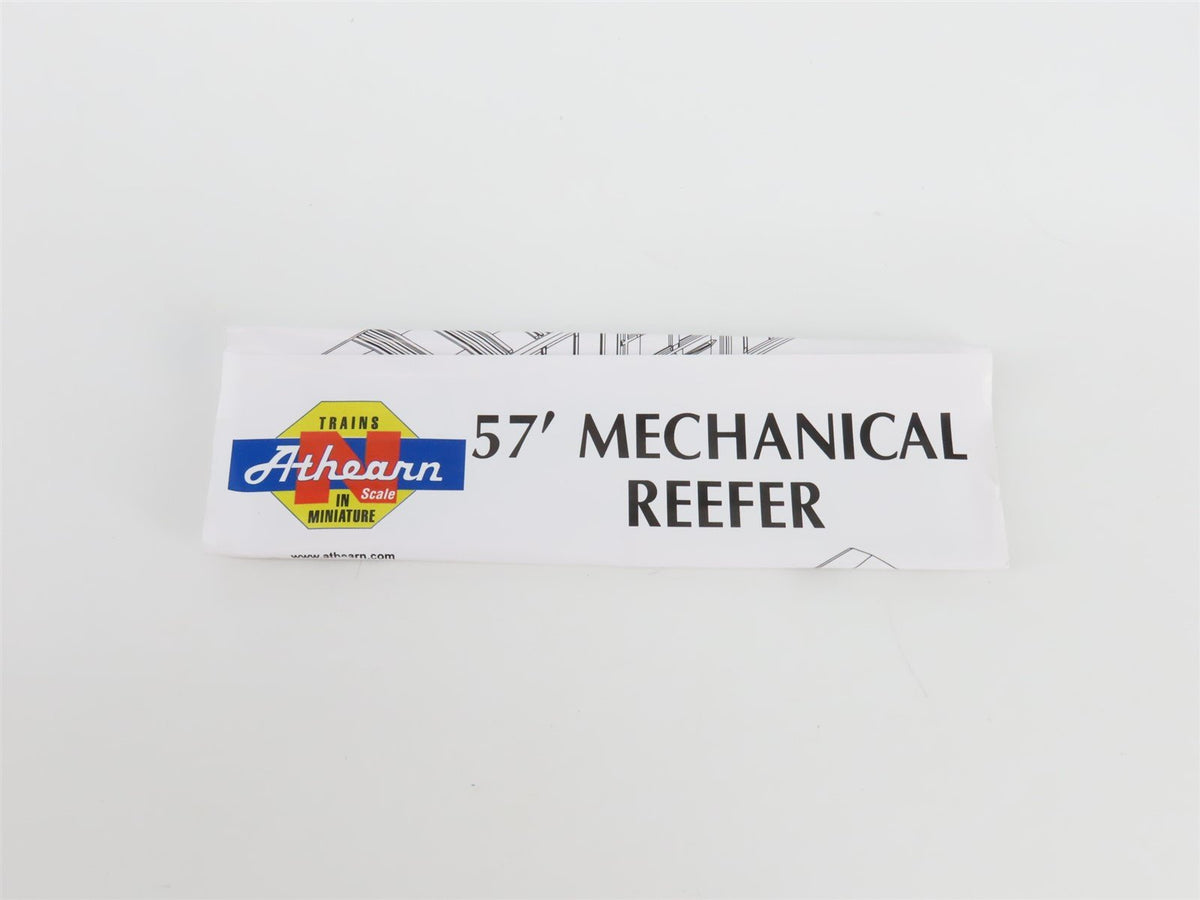 TRAINS
N
Athearn
Scale
IN
MINIATURE
www.athearn.com
57′ MECHANICAL
REEFER